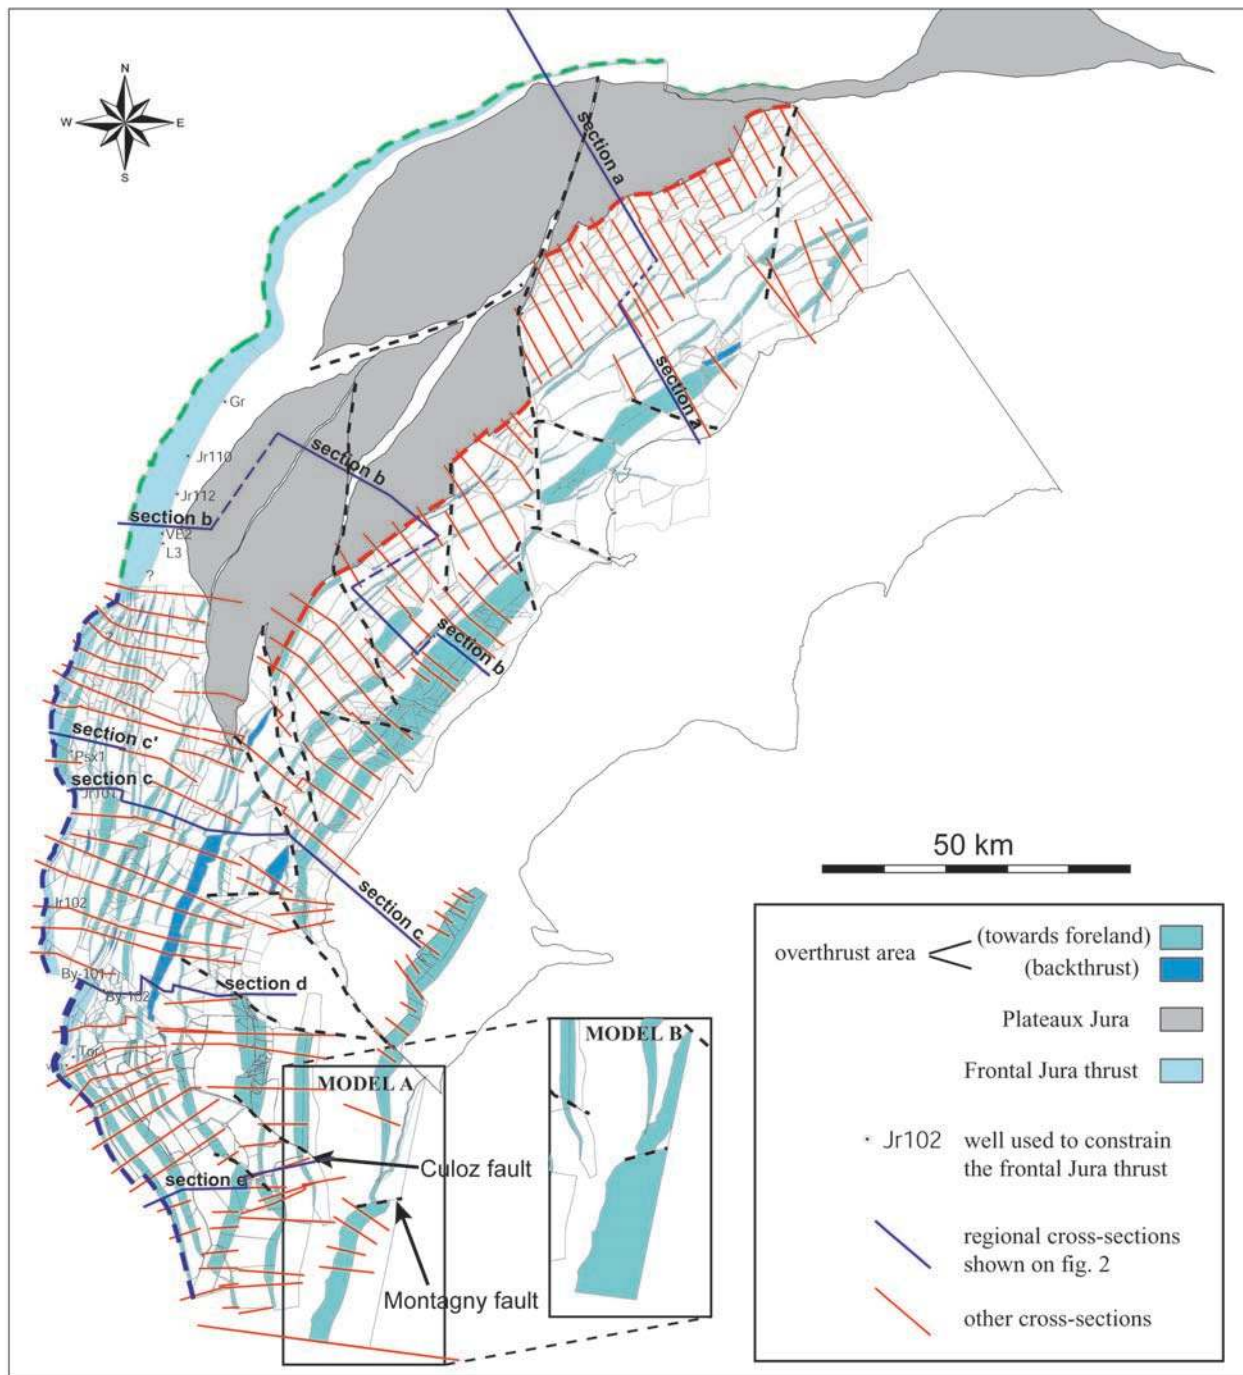 N
W
E
S
section a
section a
Gr
Jr110
section b
Jr112
section b
VE2
L3
?
section b
section c'
Psx1
section c
Jr101
50 km
section c
Jr102
overthrust area
(towards foreland)
(backthrust)
By-101
By-102
section d
Plateaux Jura
MODEL B
Frontal Jura thrust
Tor
MODEL A
Jr102
well used to constrain
the frontal Jura thrust
Culoz fault
section e
regional cross-sections
shown on fig. 2
Montagny fault
other cross-sections